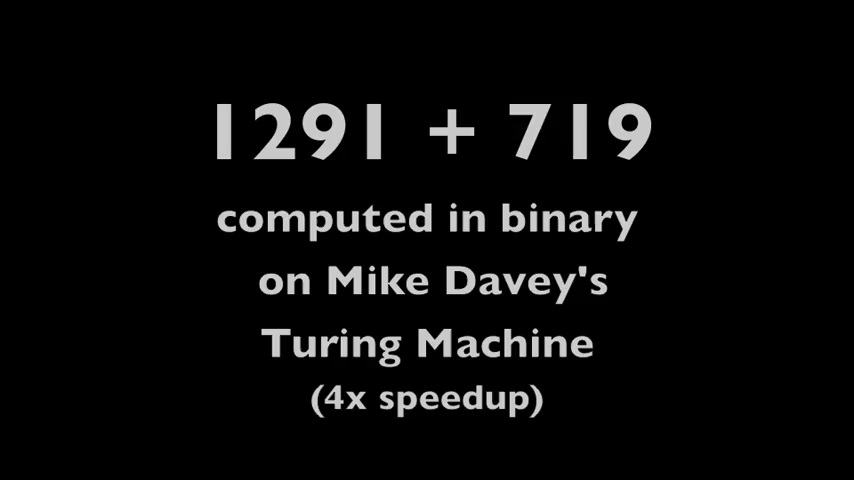 1291 + 719
computed in binary
on Mike Davey's
Turing Machine
(4x speedup)